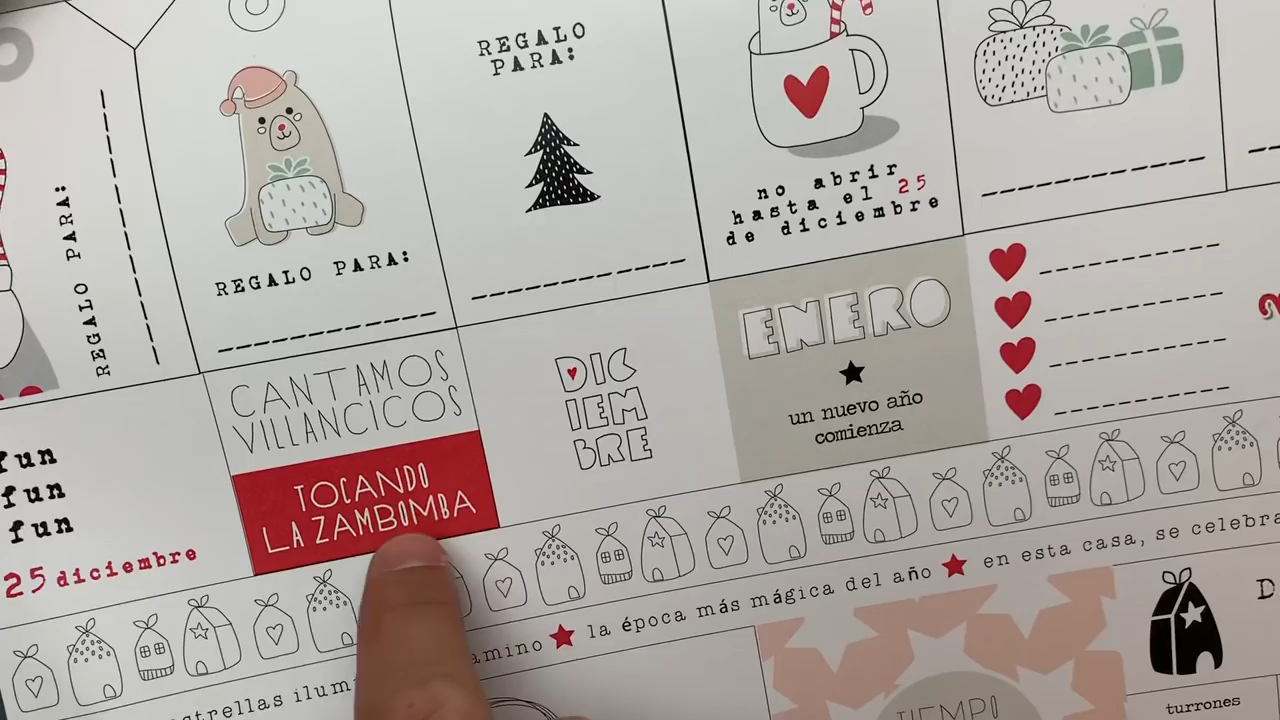 REGALO PARA:
REGALO PARA:
REGALO
PARA:
no abrir
hasta el 25
de diciembre
fun
fun
fun
25 diciembre
CANTAMOS
VILLANCICOS
TOCANDO
LA ZAMBOMBA
DIC
IEM
BRE
ENERO
un nuevo año
comienza
la época más mágica del año
en esta casa, se celebra
TIEMPO
turrones